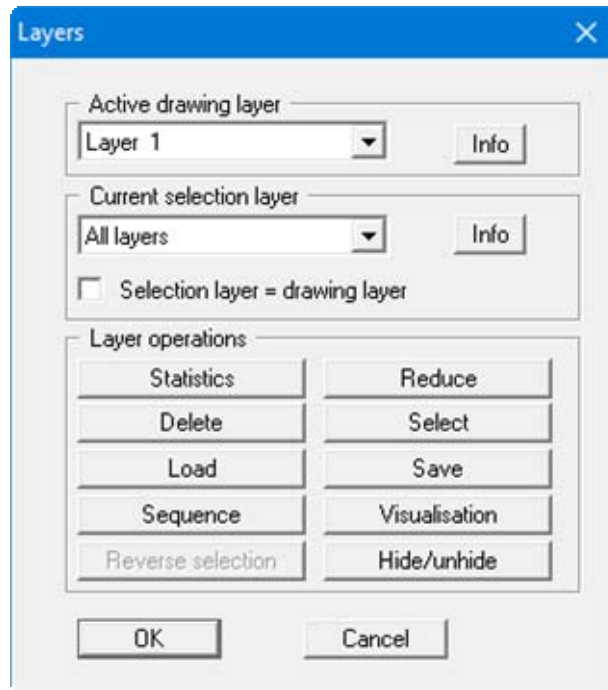 Layers
Active drawing layer
Layer 1
Info
Current selection layer
All layers
Info
Selection layer = drawing layer
Layer operations
Statistics Reduce
Delete Select
Load Save
Sequence Visualisation
Reverse selection Hide/unhide
OK Cancel